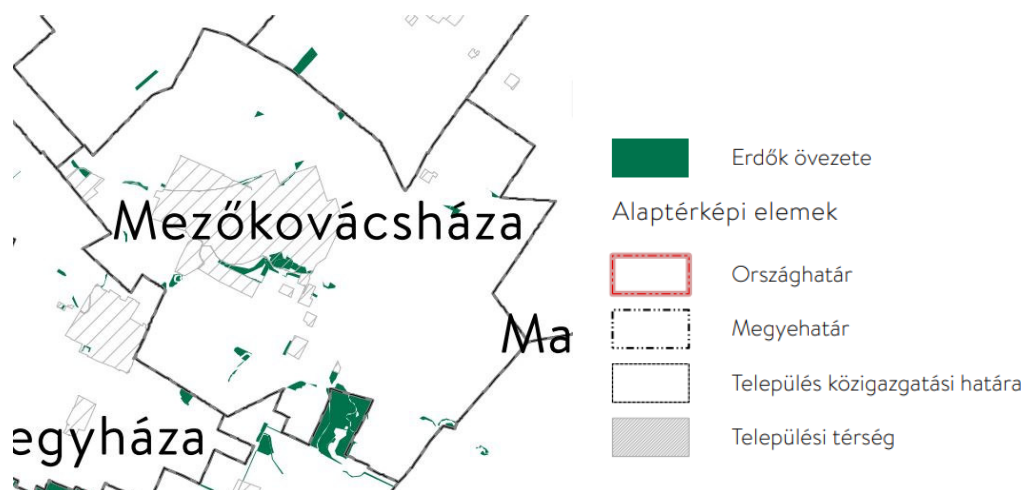 Mezőkovácsháza
Ma
egyháza
Erdők övezete
Alaptérképi elemek
Országhatár
Megyehatár
Település közigazgatási határa
Települési térség